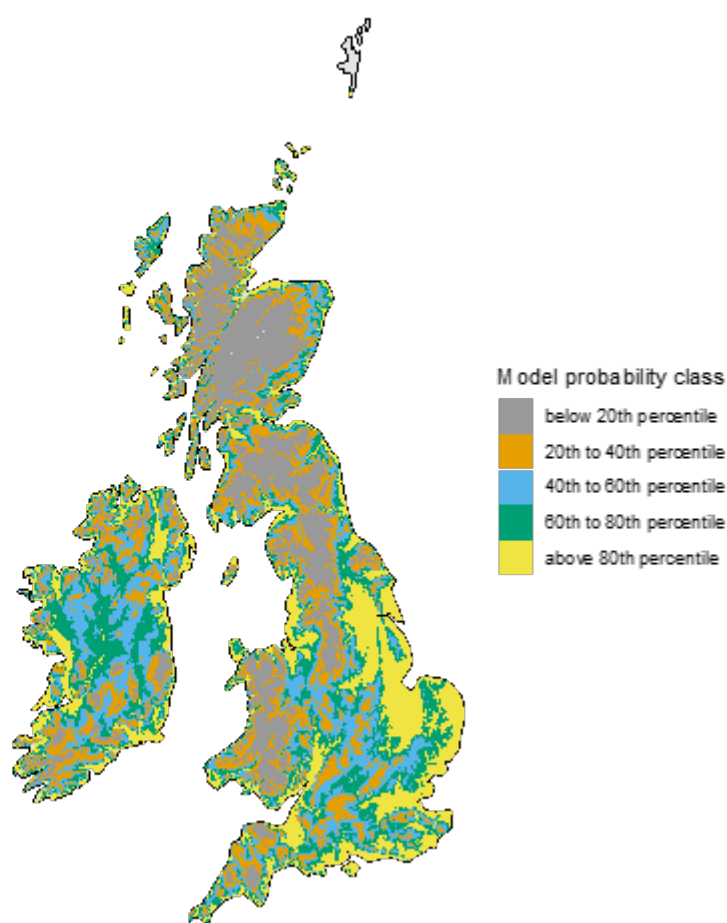 Model probability class
below 20th percentile
20th to 40th percentile
40th to 60th percentile
60th to 80th percentile
above 80th percentile